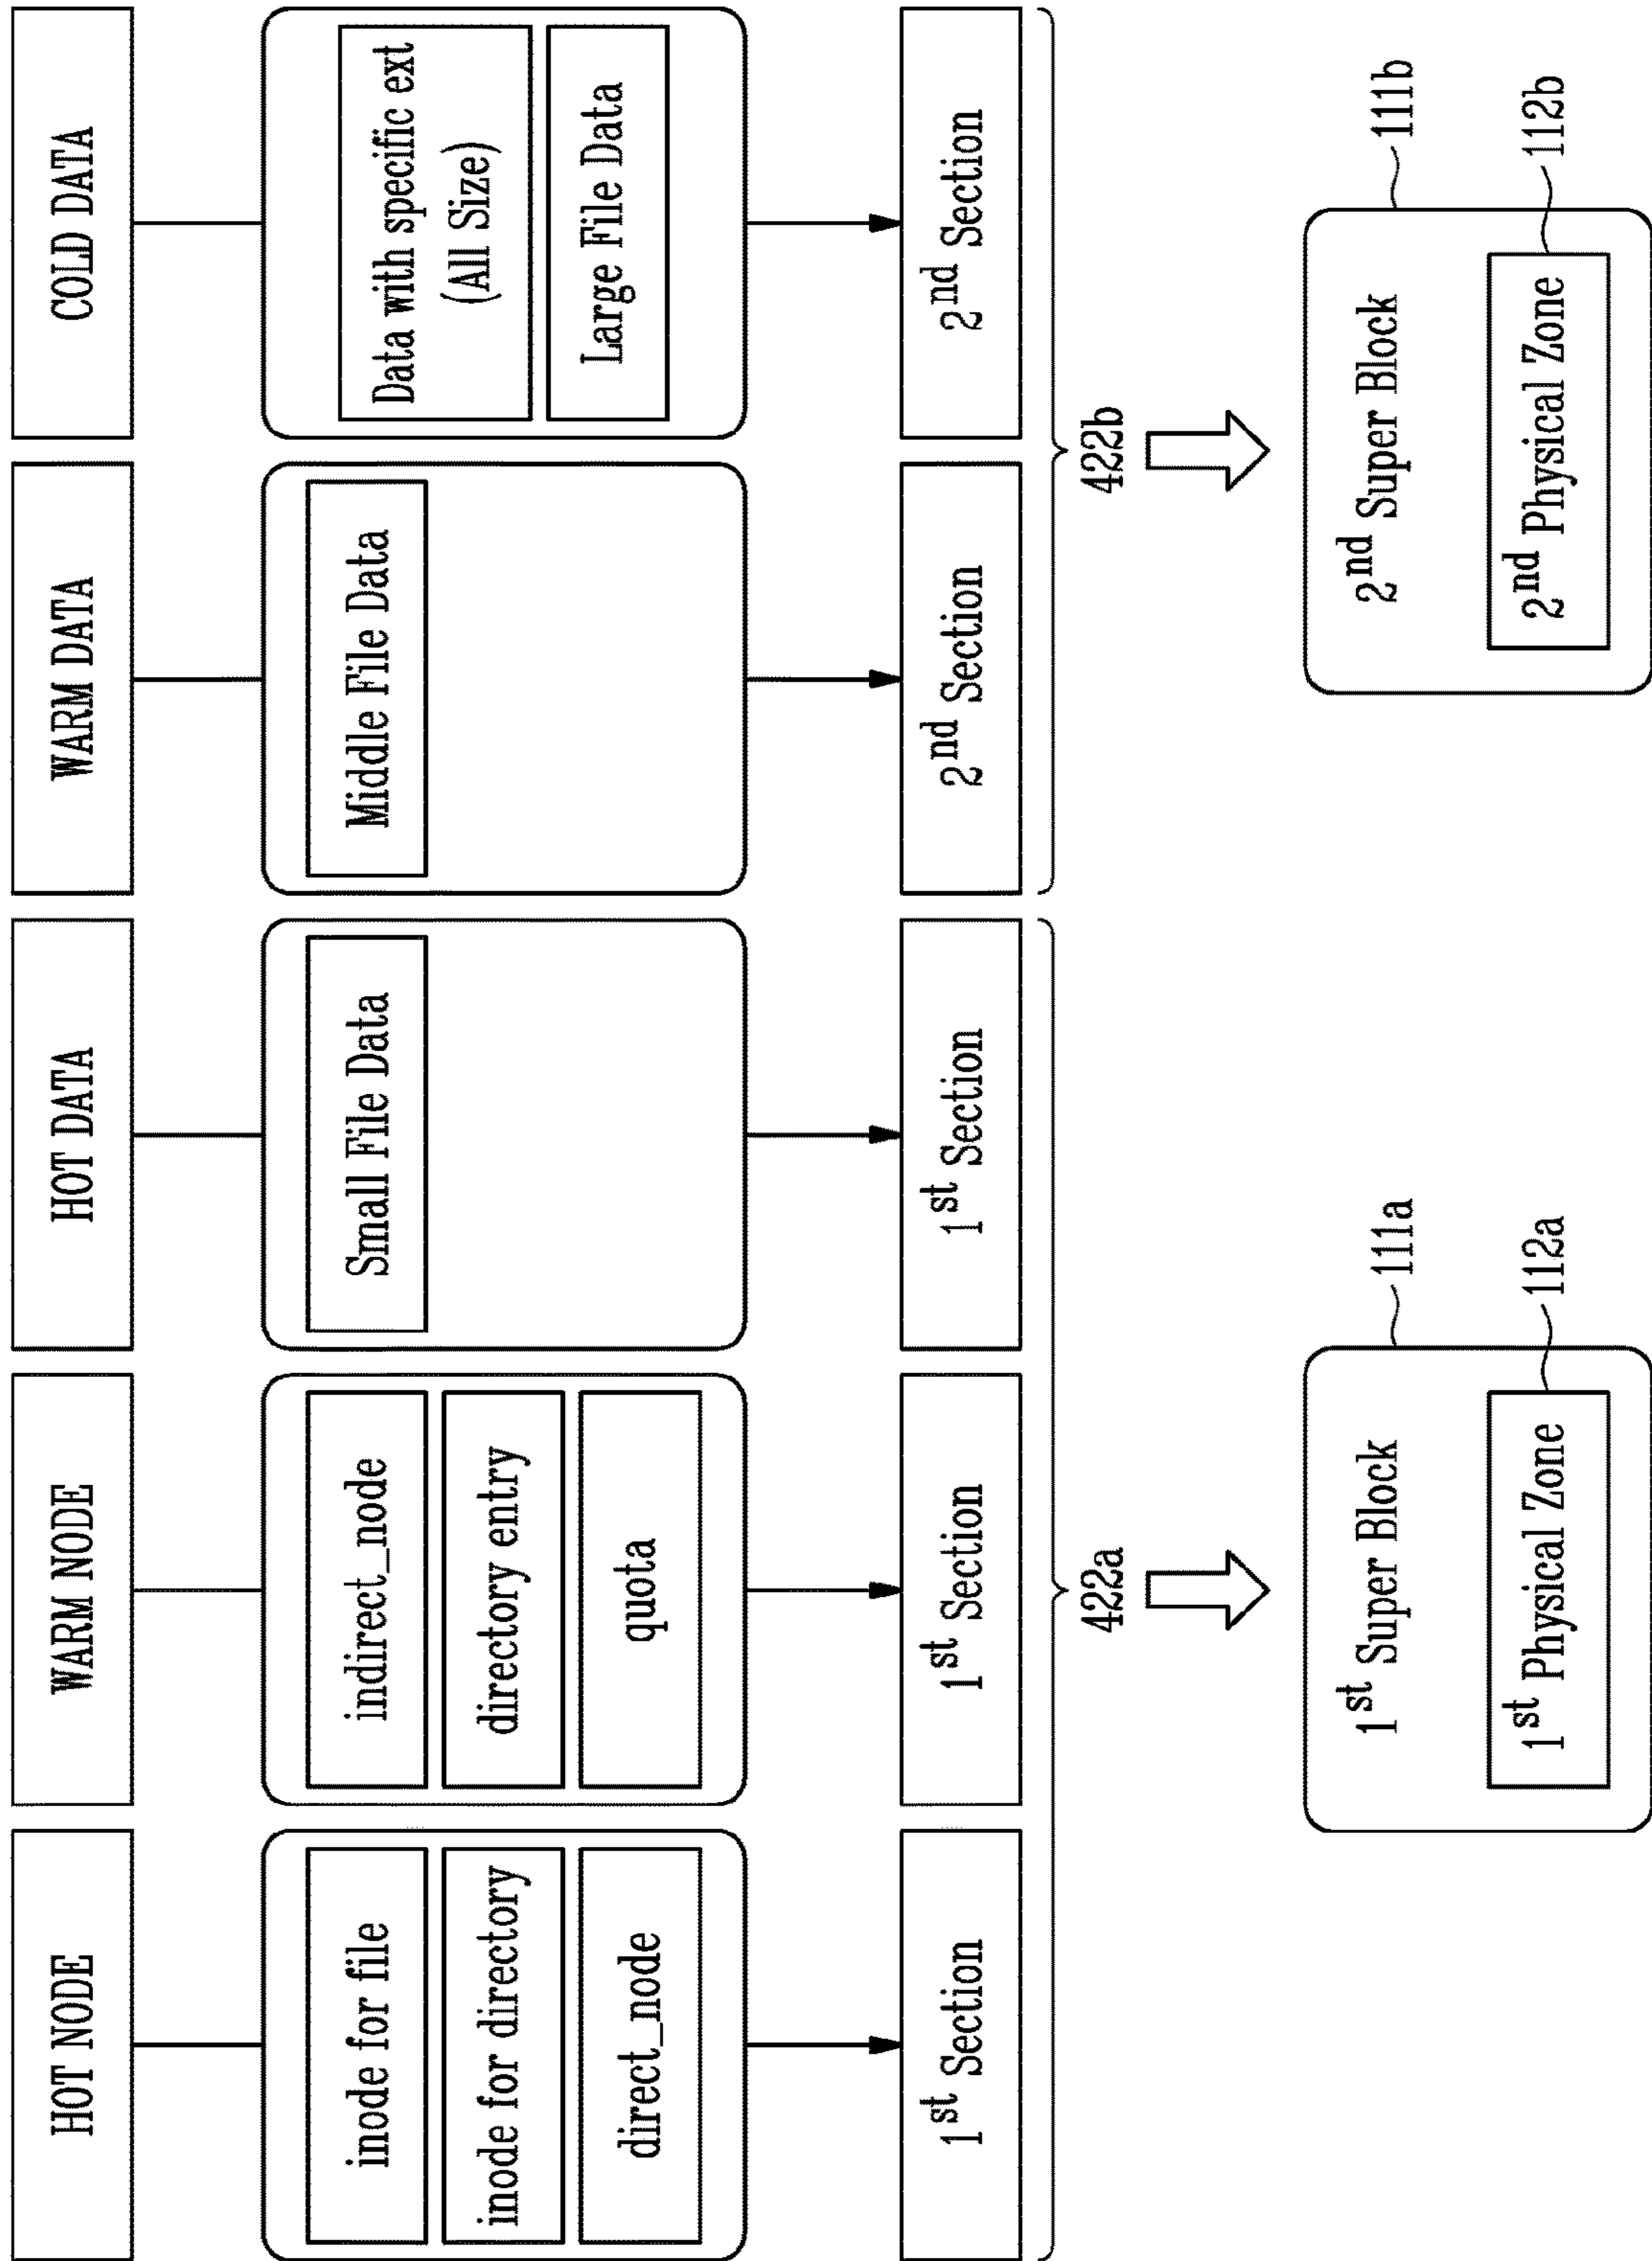 HOT NODE
WARM NODE
HOT DATA
WARM DATA
COLD DATA
inode for file
inode for directory
direct_node
indirect_node
directory entry
quota
Small File Data
Middle File Data
Data with specific ext
(All Size)
Large File Data
1st Section
1st Section
1st Section
2nd Section
2nd Section
422a
422b
1st Super Block
111a
1st Physical Zone
112a
2nd Super Block
111b
2nd Physical Zone
112b